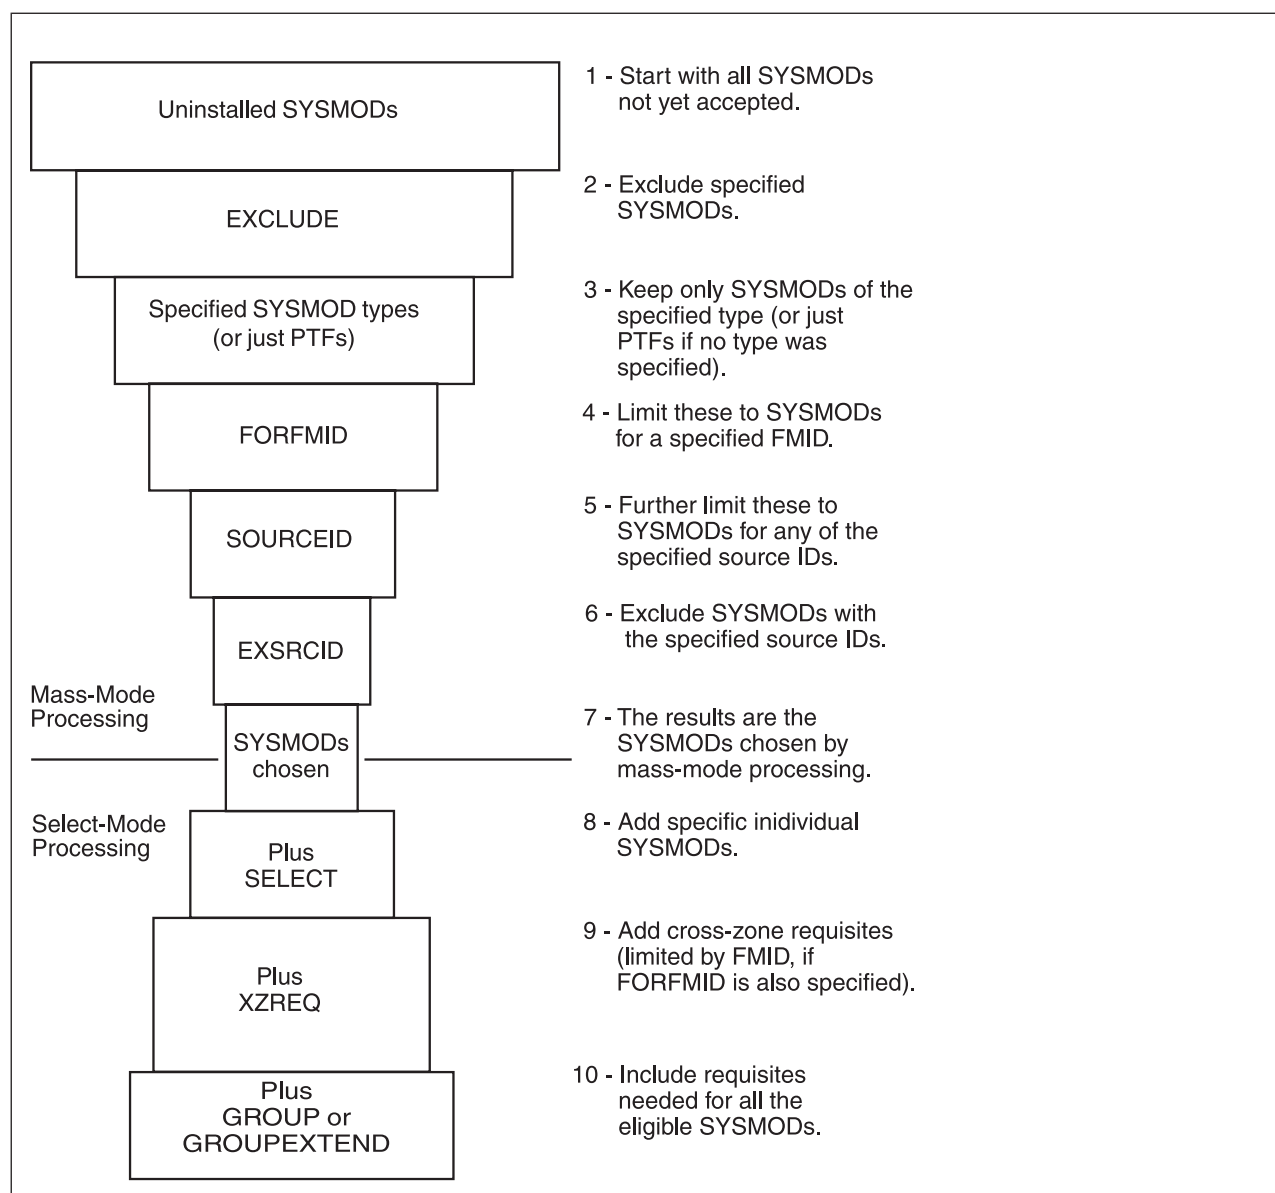 Uninstalled SYSMODs
1 - Start with all SYSMODs
not yet accepted.
EXCLUDE
2 - Exclude specified
SYSMODs.
Specified SYSMOD types
(or just PTFs)
3 - Keep only SYSMODs of the
specified type (or just
PTFs if no type was
specified).
FORFMID
4 - Limit these to SYSMODs
for a specified FMID.
SOURCEID
5 - Further limit these to
SYSMODs for any of the
specified source IDs.
EXSRCID
6 - Exclude SYSMODs with
the specified source IDs.
Mass-Mode
Processing
SYSMODs
chosen
7 - The results are the
SYSMODs chosen by
mass-mode processing.
Select-Mode
Processing
Plus
SELECT
8 - Add specific inidividual
SYSMODs.
Plus
XZREQ
9 - Add cross-zone requisites
(limited by FMID, if
FORFMID is also specified).
Plus
GROUP or
GROUPEXTEND
10 - Include requisites
needed for all the
eligible SYSMODs.